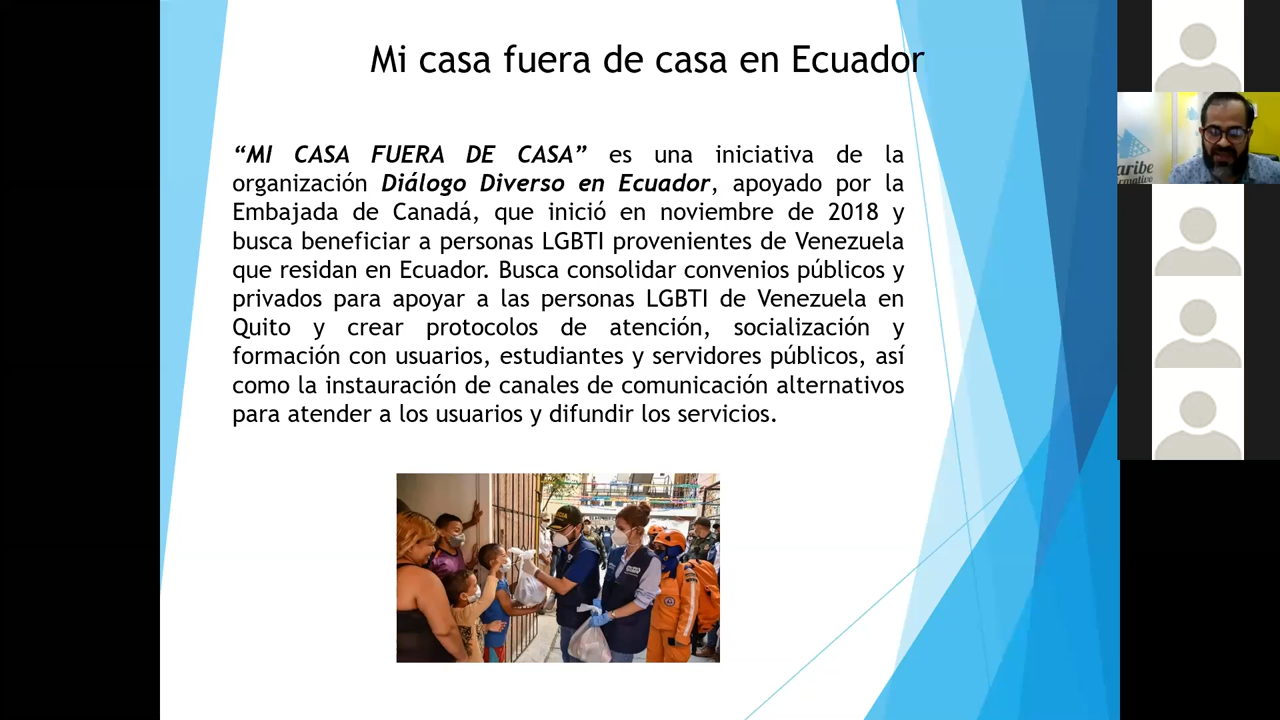 Mi casa fuera de casa en Ecuador
“MI CASA FUERA DE CASA” es una iniciativa de la
organización Diálogo Diverso en Ecuador, apoyado por la
Embajada de Canadá, que inició en noviembre de 2018 y
busca beneficiar a personas LGBTI provenientes de Venezuela
que residan en Ecuador. Busca consolidar convenios públicos y
privados para apoyar a las personas LGBTI de Venezuela en
Quito y crear protocolos de atención, socialización y
formación con usuarios, estudiantes y servidores públicos, así
como la instauración de canales de comunicación alternativos
para atender a los usuarios y difundir los servicios.